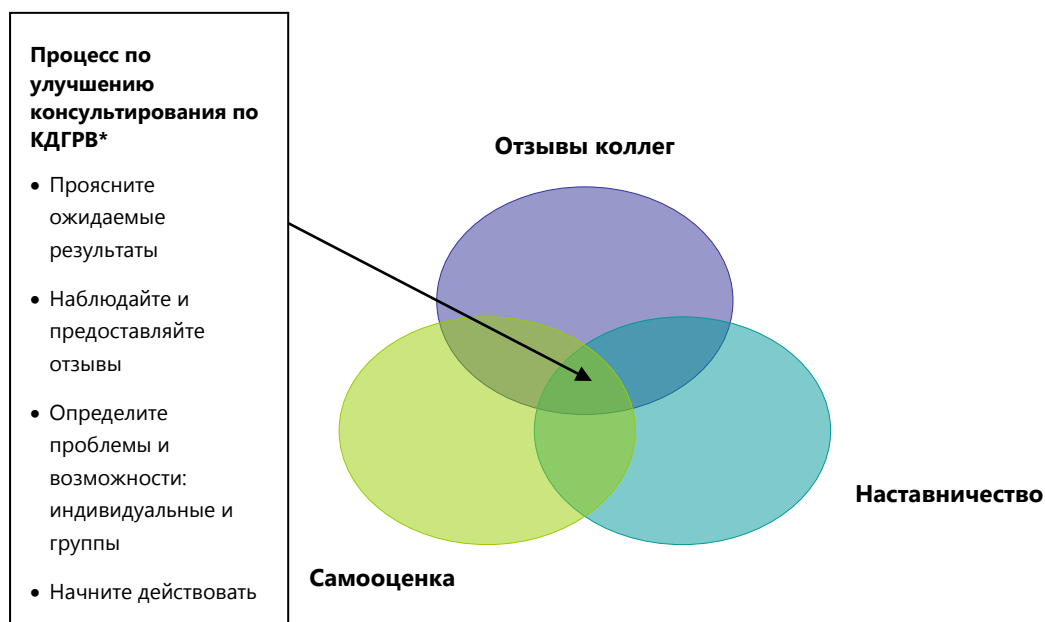 Процесс по
улучшению
консультирования по
КДГРВ*
• Проясните
ожидаемые
результаты
• Наблюдайте и
предоставляйте
отзывы
• Определите
проблемы и
возможности:
индивидуальные и
группы
• Начните действовать
Отзывы коллег
Наставничество
Самооценка